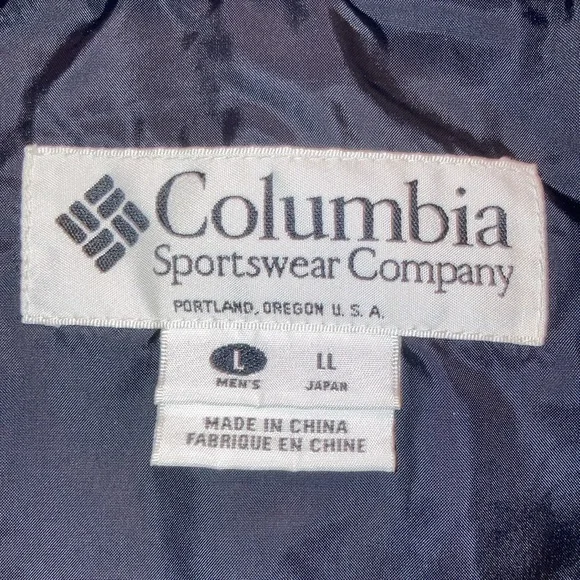 Columbia
Sportswear Company
PORTLAND, OREGON U. S. A.
L LL
MEN'S JAPAN
MADE IN CHINA
FABRIQUE EN CHINE